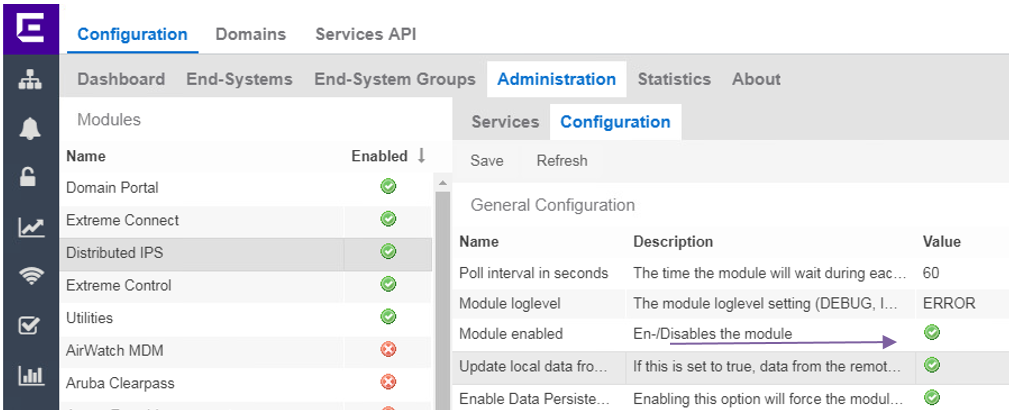 Configuration Domains Services API
Dashboard End-Systems End-System Groups Administration Statistics About
Modules
Name Enabled
Domain Portal
Extreme Connect
Distributed IPS
Extreme Control
Utilities
AirWatch MDM
Aruba Clearpass
Services Configuration
Save Refresh
General Configuration
Name Description Value
Poll interval in seconds The time the module will wait during eac... 60
Module loglevel The module loglevel setting (DEBUG, I... ERROR
Module enabled En-/Disables the module
Update local data fro... If this is set to true, data from the remot...
Enable Data Persiste... Enabling this option will force the modul...